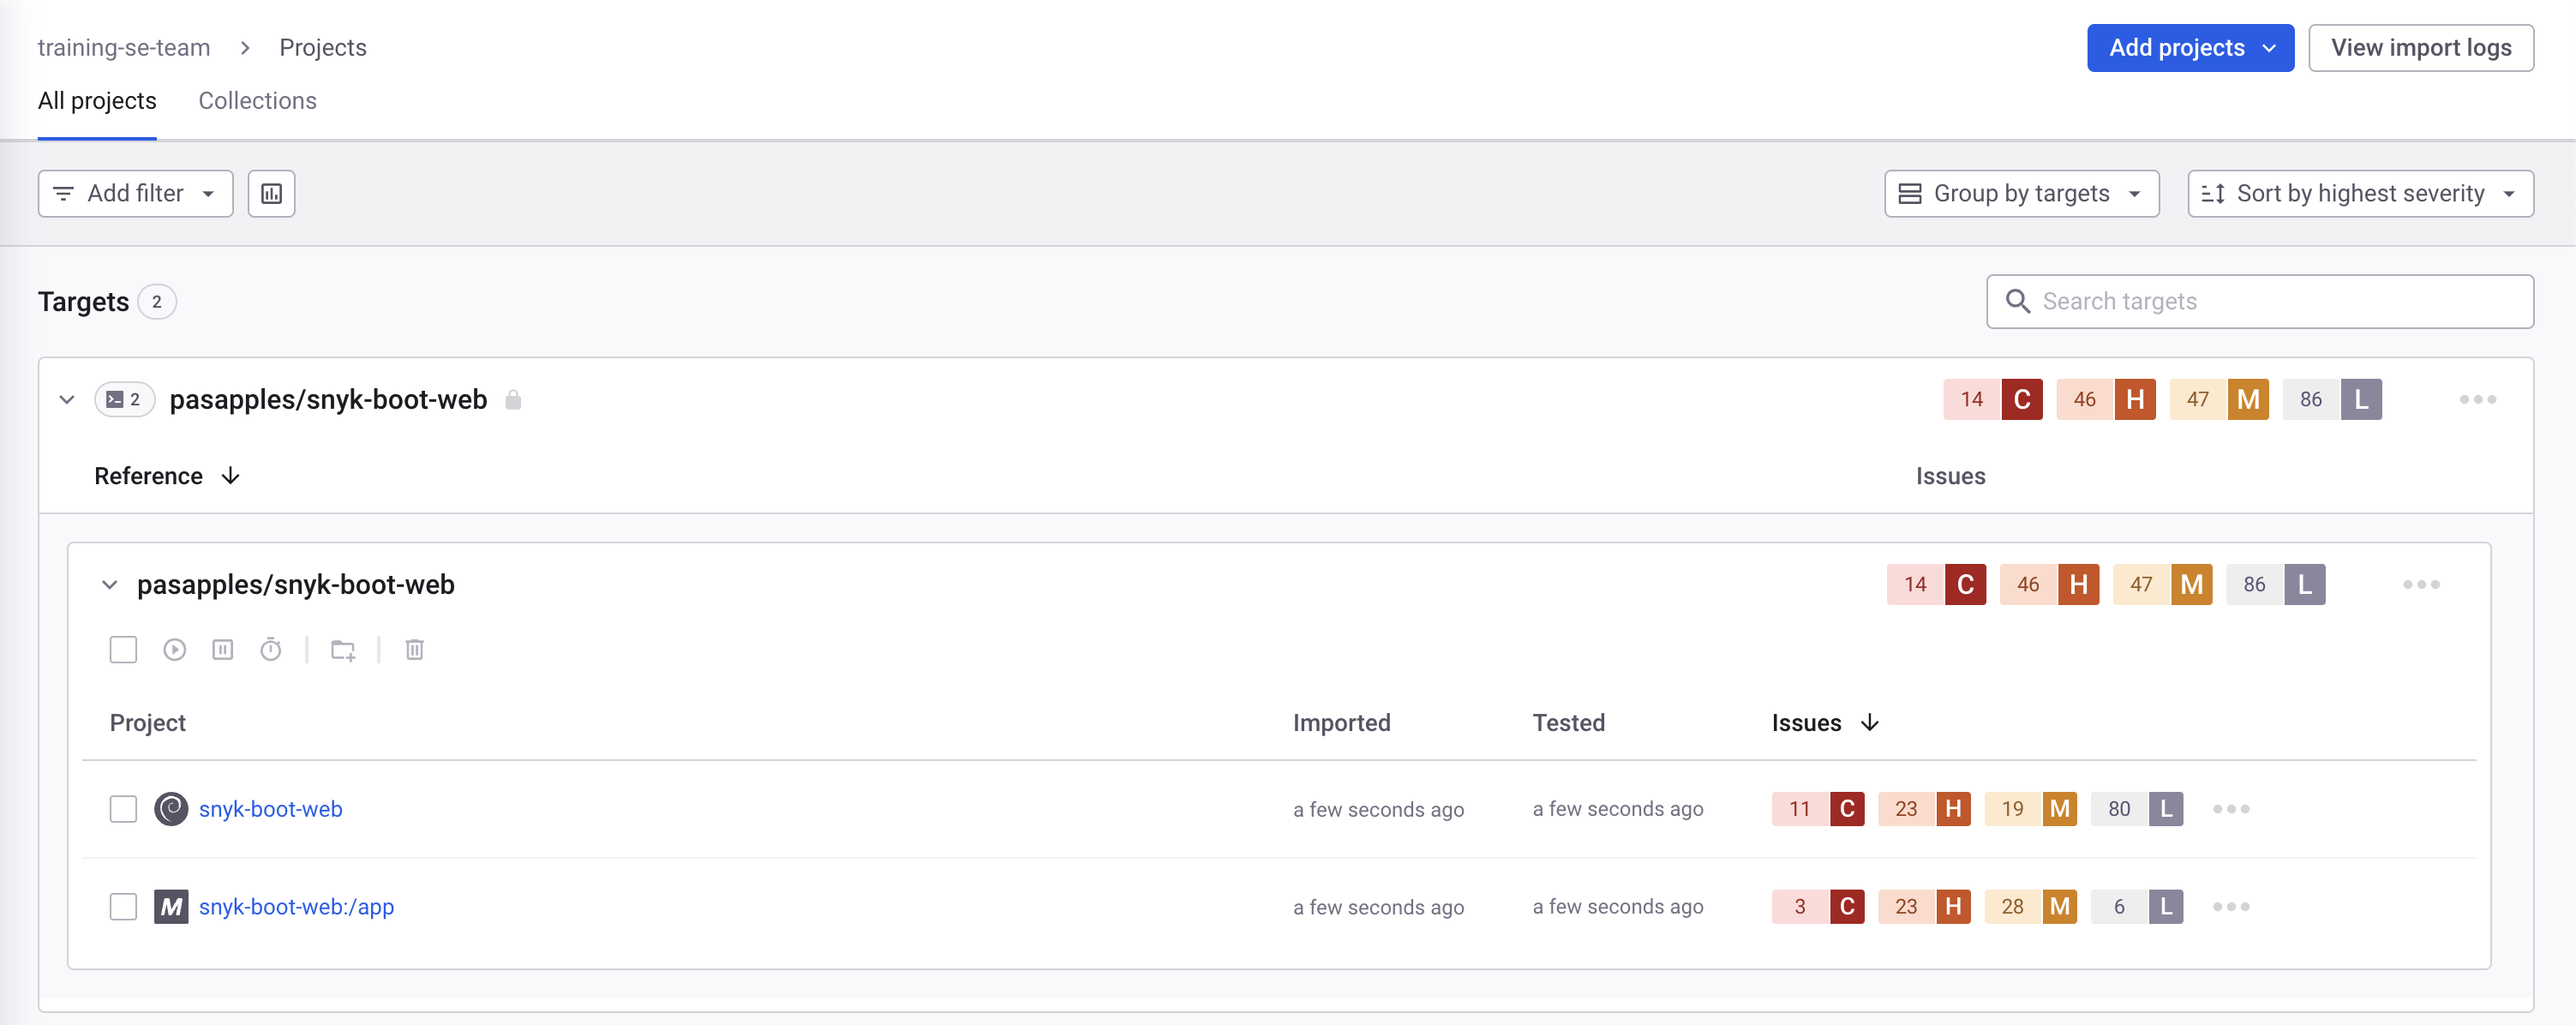 training-se-team > Projects
Add projects
View import logs
All projects
Collections
Add filter
Group by targets
Sort by highest severity
Targets 2
Search targets
2 pasapples/snyk-boot-web
14 C 46 H 47 M 86 L
Reference
Issues
pasapples/snyk-boot-web
14 C 46 H 47 M 86 L
Project Imported Tested Issues
snyk-boot-web a few seconds ago a few seconds ago 11 C 23 H 19 M 80 L
M snyk-boot-web:/app a few seconds ago a few seconds ago 3 C 23 H 28 M 6 L